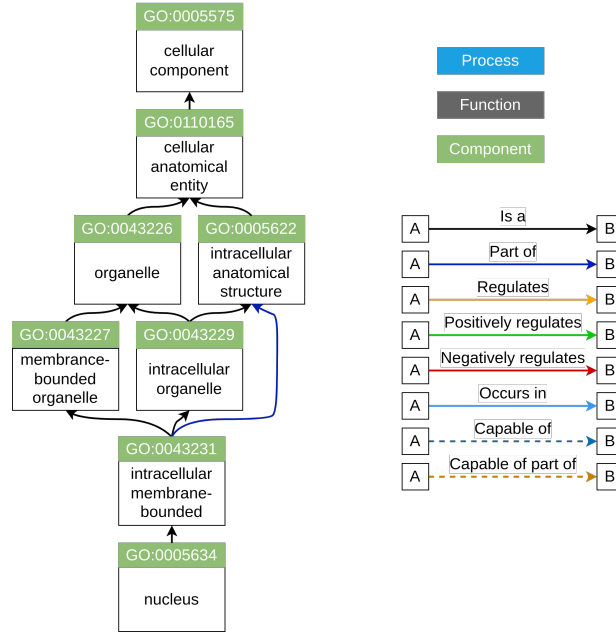 GO:0005575
cellular
component
GO:0110165
cellular
anatomical
entity
GO:0043226
organelle
GO:0005622
intracellular
anatomical
structure
GO:0043227
membrance-
bounded
organelle
GO:0043229
intracellular
organelle
GO:0043231
intracellular
membrane-
bounded
GO:0005634
nucleus
Process
Function
Component
A Is a B
A Part of B
A Regulates B
A Positively regulates B
A Negatively regulates B
A Occurs in B
A Capable of B
A Capable of part of B